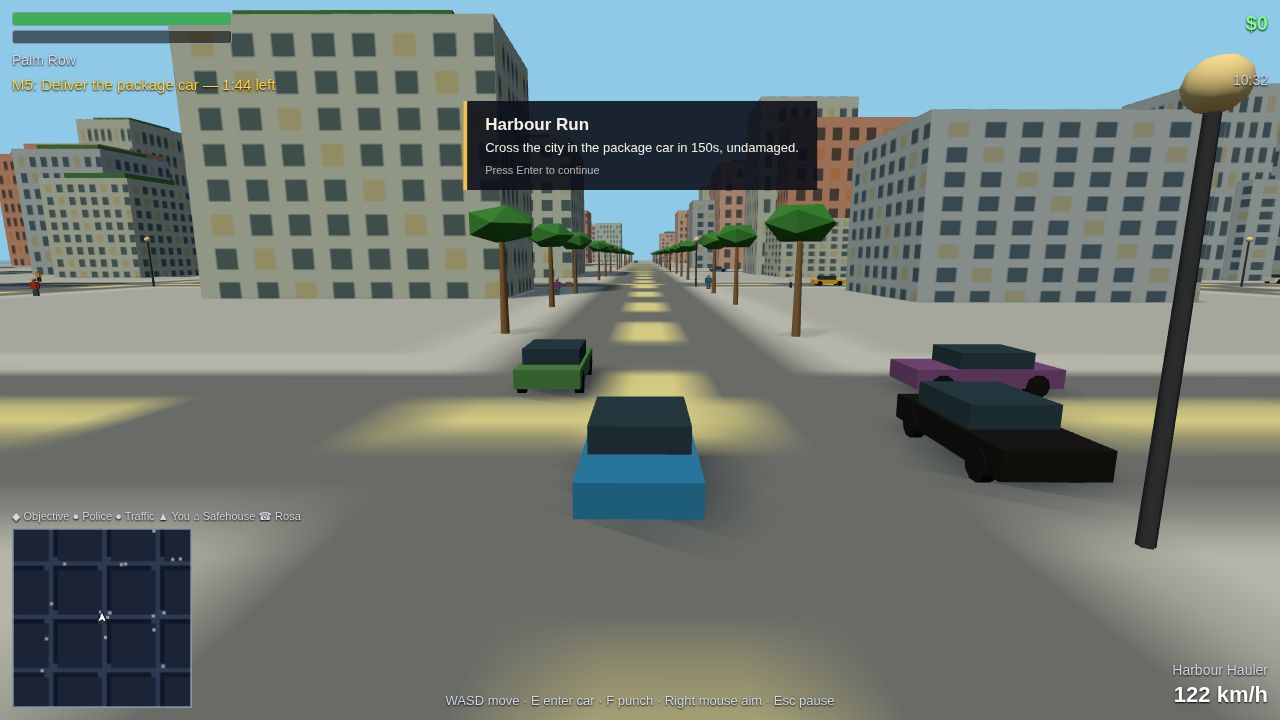 $0
Palm Row
10:32
M5: Deliver the package car — 1:44 left
Harbour Run
Cross the city in the package car in 150s, undamaged.
Press Enter to continue
◆ Objective ● Police ● Traffic ▲ You ⌂ Safehouse ☎ Rosa
Harbour Hauler
122 km/h
WASD move · E enter car · F punch · Right mouse aim · Esc pause